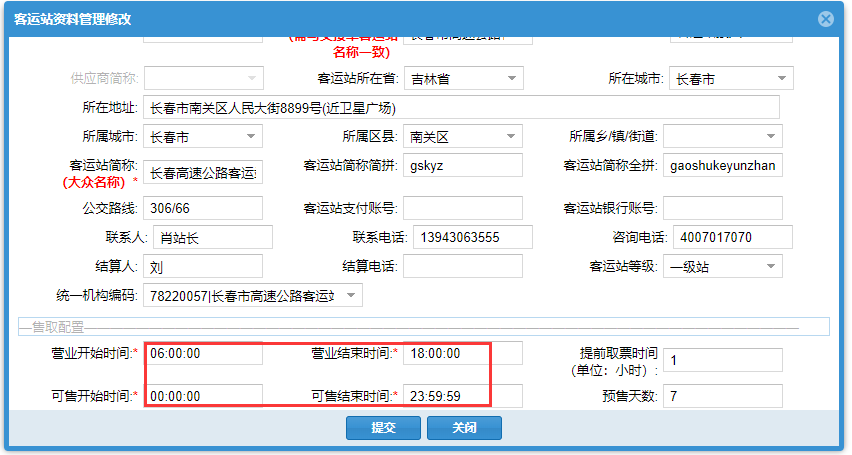 客运站资料管理修改
名称一致)
供应商简称:
客运站所在省: 吉林省
所在城市: 长春市
所在地址: 长春市南关区人民大街8899号(近卫星广场)
所属城市: 长春市
所属区县: 南关区
所属乡/镇/街道:
客运站简称:
(大众名称) *
长春高速公路客运
客运站简称简拼: gskyz
客运站简称全拼: gaoshukeyunzhan
公交路线: 306/66
客运站支付账号:
客运站银行账号:
联系人: 肖站长
联系电话: 13943063555
咨询电话: 4007017070
结算人: 刘
结算电话:
客运站等级: 一级站
统一机构编码: 78220057|长春市高速公路客运站
售取配置
营业开始时间:* 06:00:00
营业结束时间:* 18:00:00
提前取票时间
(单位：小时）: 1
可售开始时间:* 00:00:00
可售结束时间:* 23:59:59
预售天数: 7
提交
关闭